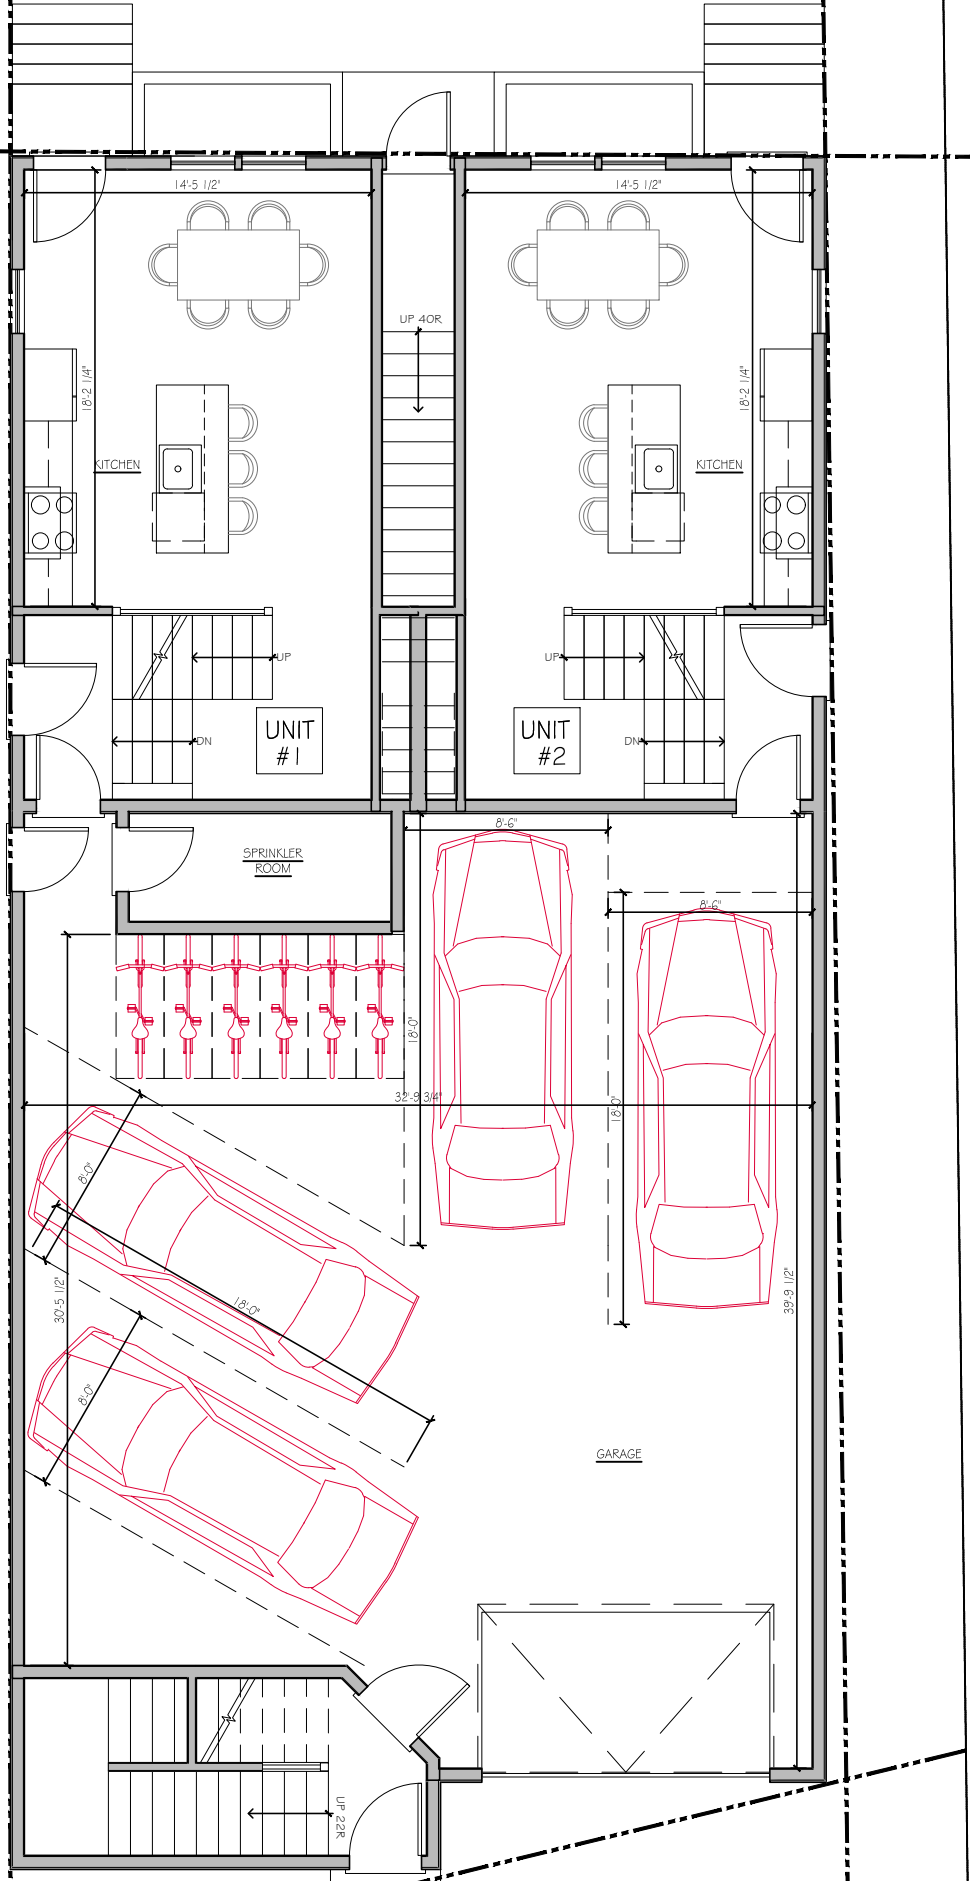 14'-5 1/2"
14'-5 1/2"
UP 40R
18'-2 1/4"
18'-2 1/4"
KITCHEN
KITCHEN
UP
UP
UNIT
#1
UNIT
#2
DN
DN
8'-6"
SPRINKLER
ROOM
8'-6"
18'-0"
32'-9 3/4"
18'-0"
8'-0"
18'-0"
30'-5 1/2"
39'-9 1/2"
8'-0"
GARAGE
UP 22R